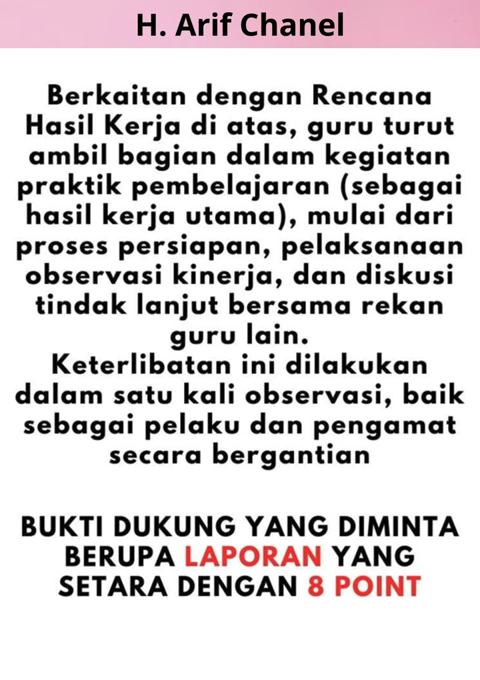 H. Arif Chanel
Berkaitan dengan Rencana
Hasil Kerja di atas, guru turut
ambil bagian dalam kegiatan
praktik pembelajaran (sebagai
hasil kerja utama), mulai dari
proses persiapan, pelaksanaan
observasi kinerja, dan diskusi
tindak lanjut bersama rekan
guru lain.
Keterlibatan ini dilakukan
dalam satu kali observasi, baik
sebagai pelaku dan pengamat
secara bergantian
BUKTI DUKUNG YANG DIMINTA
BERUPA LAPORAN YANG
SETARA DENGAN 8 POINT